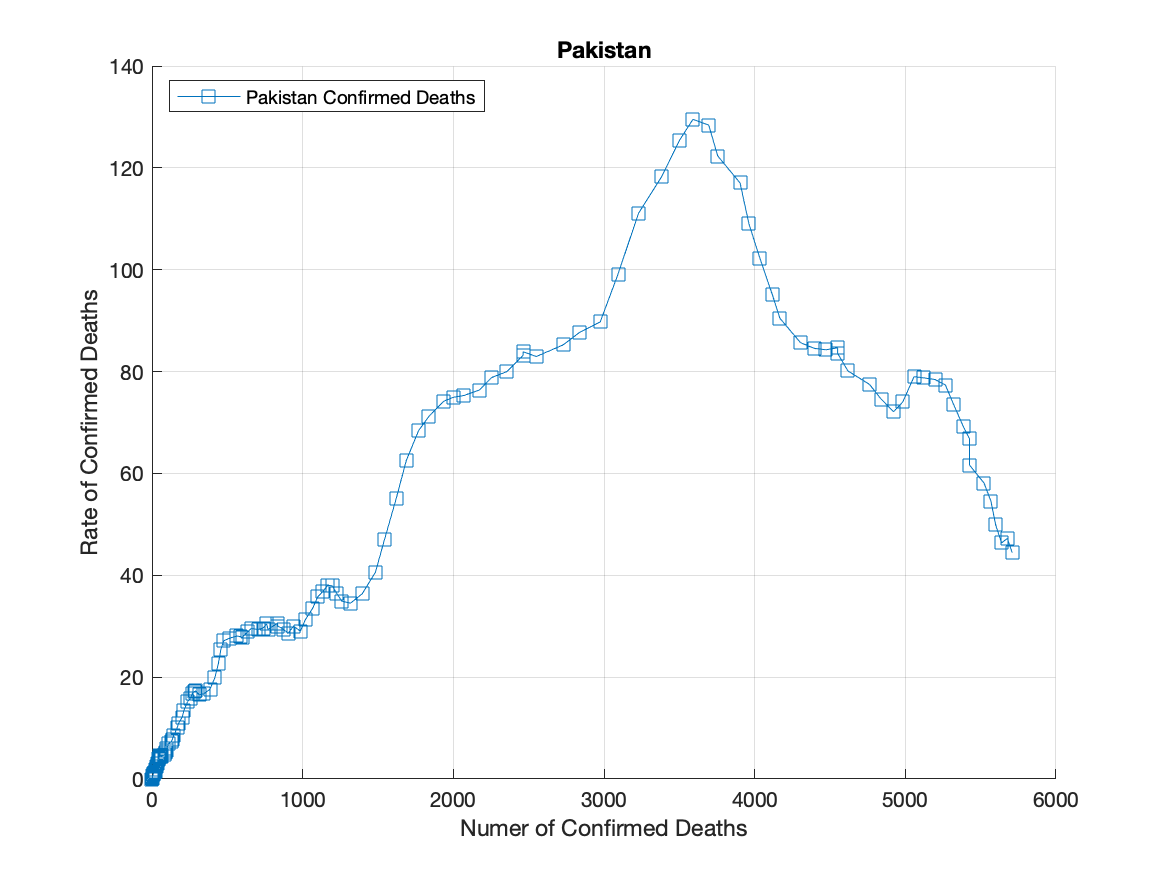 Pakistan
Pakistan Confirmed Deaths
140
120
100
80
60
40
20
0
Rate of Confirmed Deaths
0 1000 2000 3000 4000 5000 6000
Numer of Confirmed Deaths